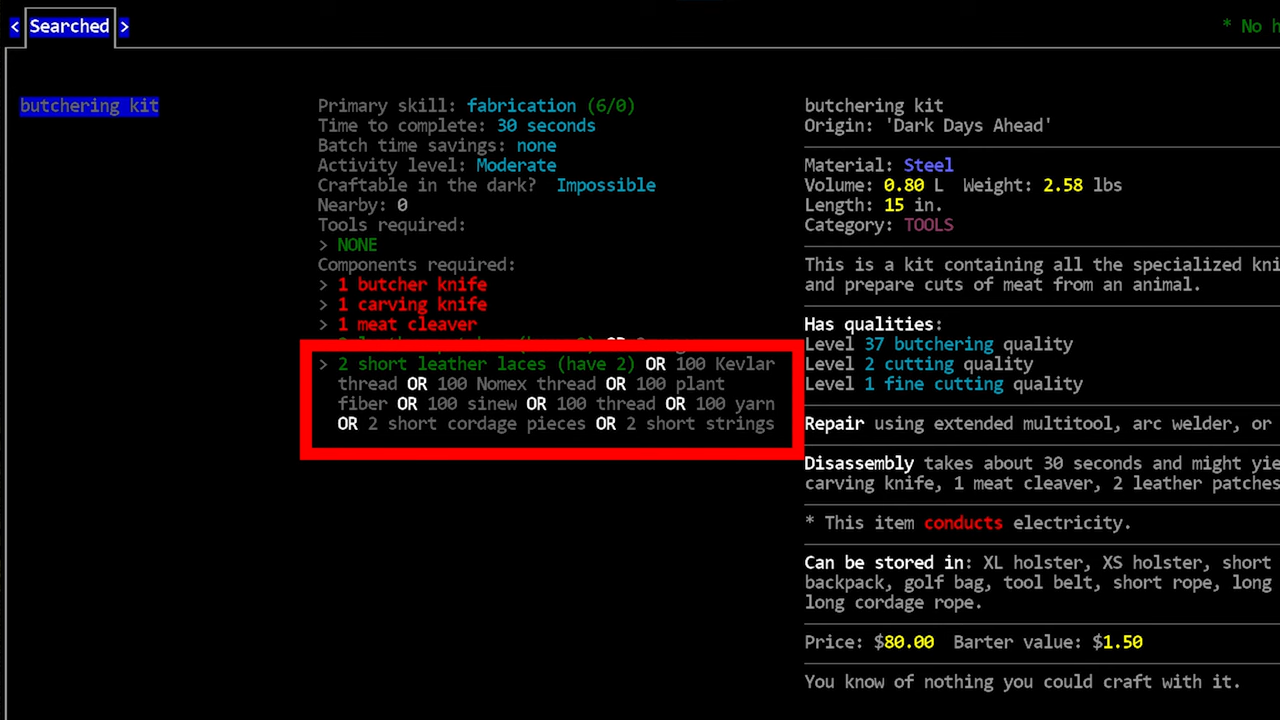 < Searched >
* No
butchering kit
Primary skill: fabrication (6/0)
Time to complete: 30 seconds
Batch time savings: none
Activity level: Moderate
Craftable in the dark? Impossible
Nearby: 0
Tools required:
> NONE
Components required:
> 1 butcher knife
> 1 carving knife
> 1 meat cleaver
> 2 short leather laces (have 2) OR 100 Kevlar
thread OR 100 Nomex thread OR 100 plant
fiber OR 100 sinew OR 100 thread OR 100 yarn
OR 2 short cordage pieces OR 2 short strings
butchering kit
Origin: 'Dark Days Ahead'
Material: Steel
Volume: 0.80 L Weight: 2.58 lbs
Length: 15 in.
Category: TOOLS
This is a kit containing all the specialized kni
and prepare cuts of meat from an animal.
Has qualities:
Level 37 butchering quality
Level 2 cutting quality
Level 1 fine cutting quality
Repair using extended multitool, arc welder, or
Disassembly takes about 30 seconds and might yie
carving knife, 1 meat cleaver, 2 leather patches
* This item conducts electricity.
Can be stored in: XL holster, XS holster, short
backpack, golf bag, tool belt, short rope, long
long cordage rope.
Price: $80.00 Barter value: $1.50
You know of nothing you could craft with it.